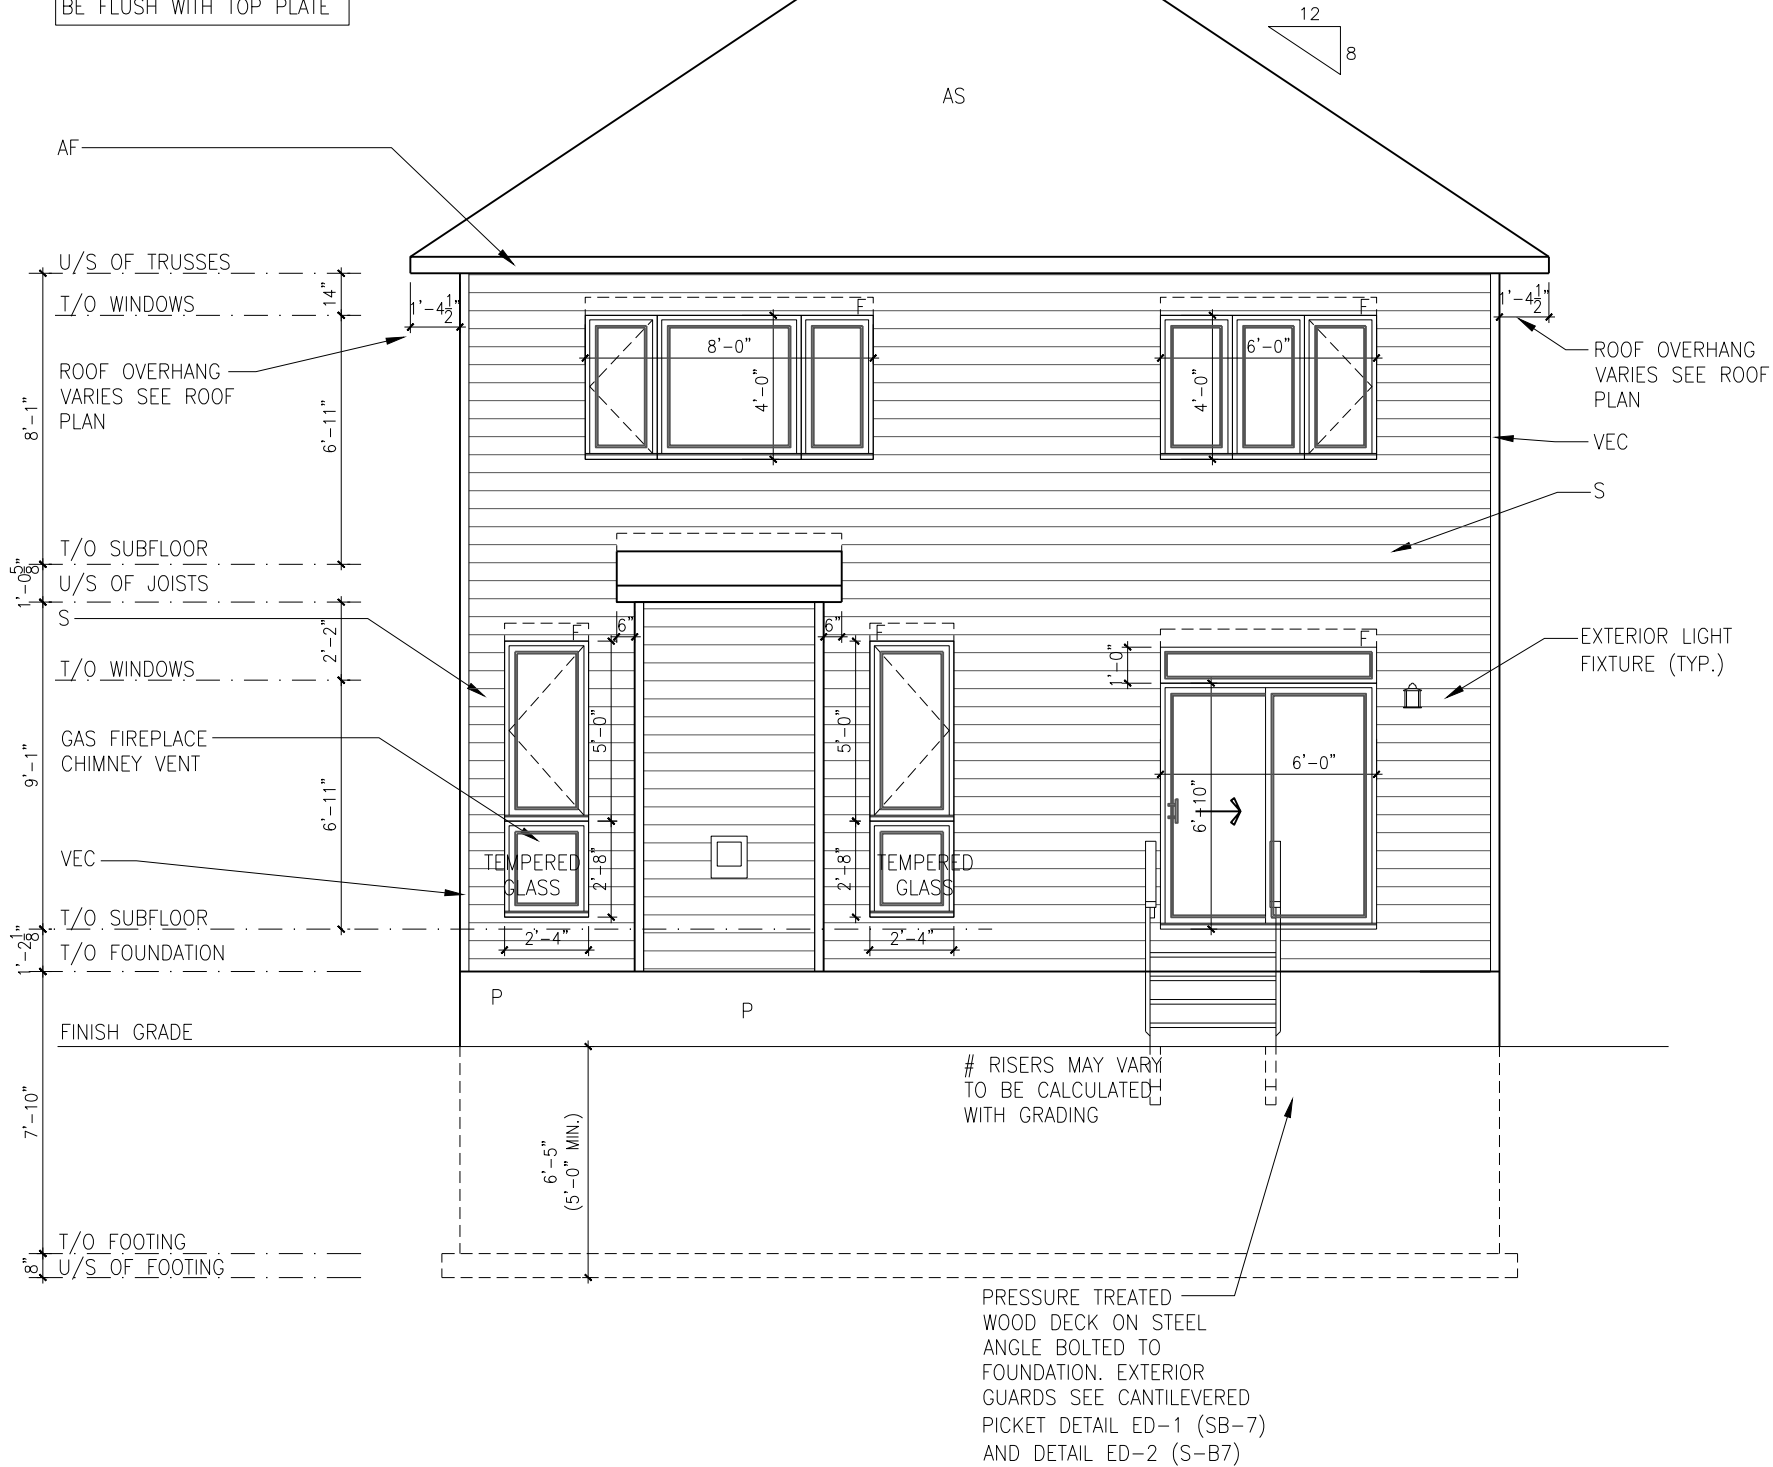 BE FLUSH WITH TOP PLATE
12
8
AS
AF
U/S OF TRUSSES
T/O WINDOWS
14"
1'-4 1/2"
1'-4 1/2"
F
F
8'-0"
4'-0"
6'-0"
4'-0"
ROOF OVERHANG
VARIES SEE ROOF
PLAN
ROOF OVERHANG
VARIES SEE ROOF
PLAN
8'-1"
6'-11"
VEC
S
T/O SUBFLOOR
1'-0 5/8"
U/S OF JOISTS
S
2'-2"
T/O WINDOWS
F
6"
6"
F
F
1'-0"
EXTERIOR LIGHT
FIXTURE (TYP.)
GAS FIREPLACE
CHIMNEY VENT
9'-1"
6'-11"
5'-0"
5'-0"
6'-0"
6'-10"
VEC
TEMPERED
GLASS
2'-8"
2'-8"
TEMPERED
GLASS
T/O SUBFLOOR
1'-2 1/8"
2'-4"
2'-4"
T/O FOUNDATION
P
P
FINISH GRADE
# RISERS MAY VARY
TO BE CALCULATED
WITH GRADING
7'-10"
6'-5"
(5'-0" MIN.)
T/O FOOTING
8"
U/S OF FOOTING
PRESSURE TREATED
WOOD DECK ON STEEL
ANGLE BOLTED TO
FOUNDATION. EXTERIOR
GUARDS SEE CANTILEVERED
PICKET DETAIL ED-1 (SB-7)
AND DETAIL ED-2 (S-B7)